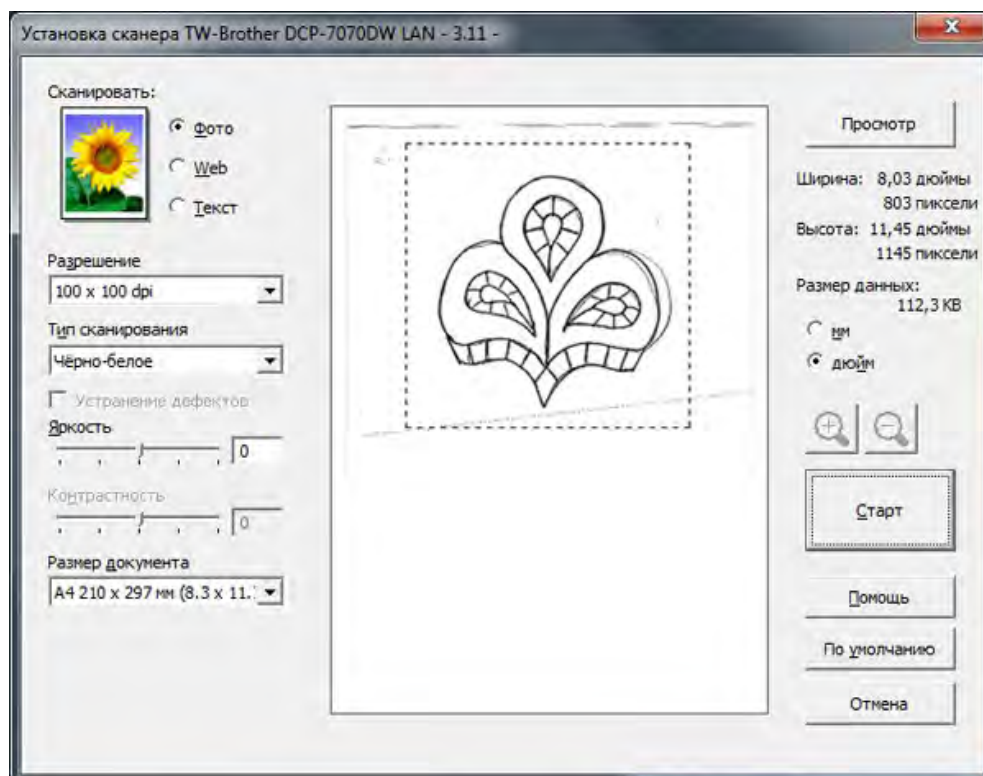 Установка сканера TW-Brother DCP-7070DW LAN - 3.11 -
Сканировать:
Фото
Web
Текст
Разрешение
100 x 100 dpi
Тип сканирования
Чёрно-белое
Устранение дефектов
Яркость
0
Контрастность
0
Размер документа
A4 210 x 297 мм (8.3 x 11.
Просмотр
Ширина: 8,03 дюймы
803 пиксели
Высота: 11,45 дюймы
1145 пиксели
Размер данных:
112,3 KB
мм
дюйм
Старт
Помощь
По умолчанию
Отмена